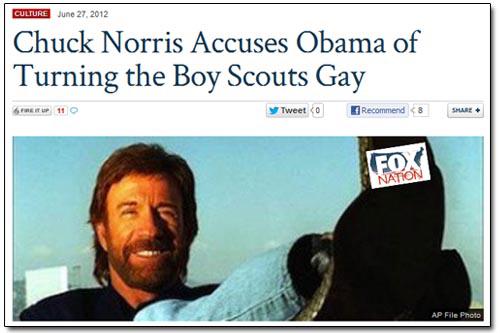 CULTURE June 27, 2012
Chuck Norris Accuses Obama of
Turning the Boy Scouts Gay
FIRE IT UP 11 Tweet 0 Recommend 8 SHARE +
FOX
NATION
AP File Photo